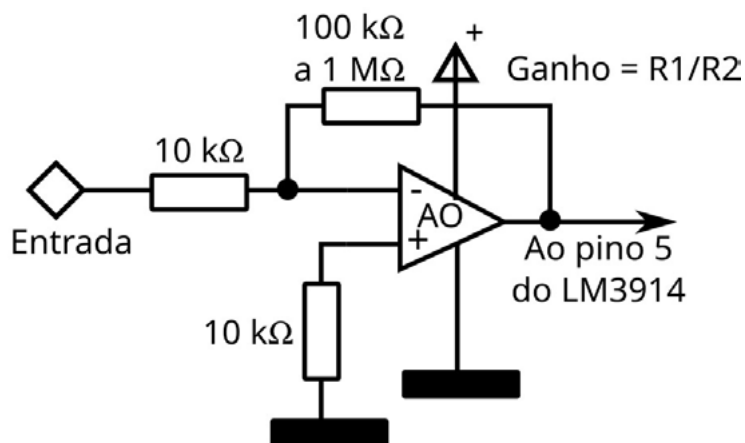 100 kΩ
a 1 MΩ
+
Ganho = R1/R2
10 kΩ
Entrada
-
AO
+
10 kΩ
Ao pino 5
do LM3914